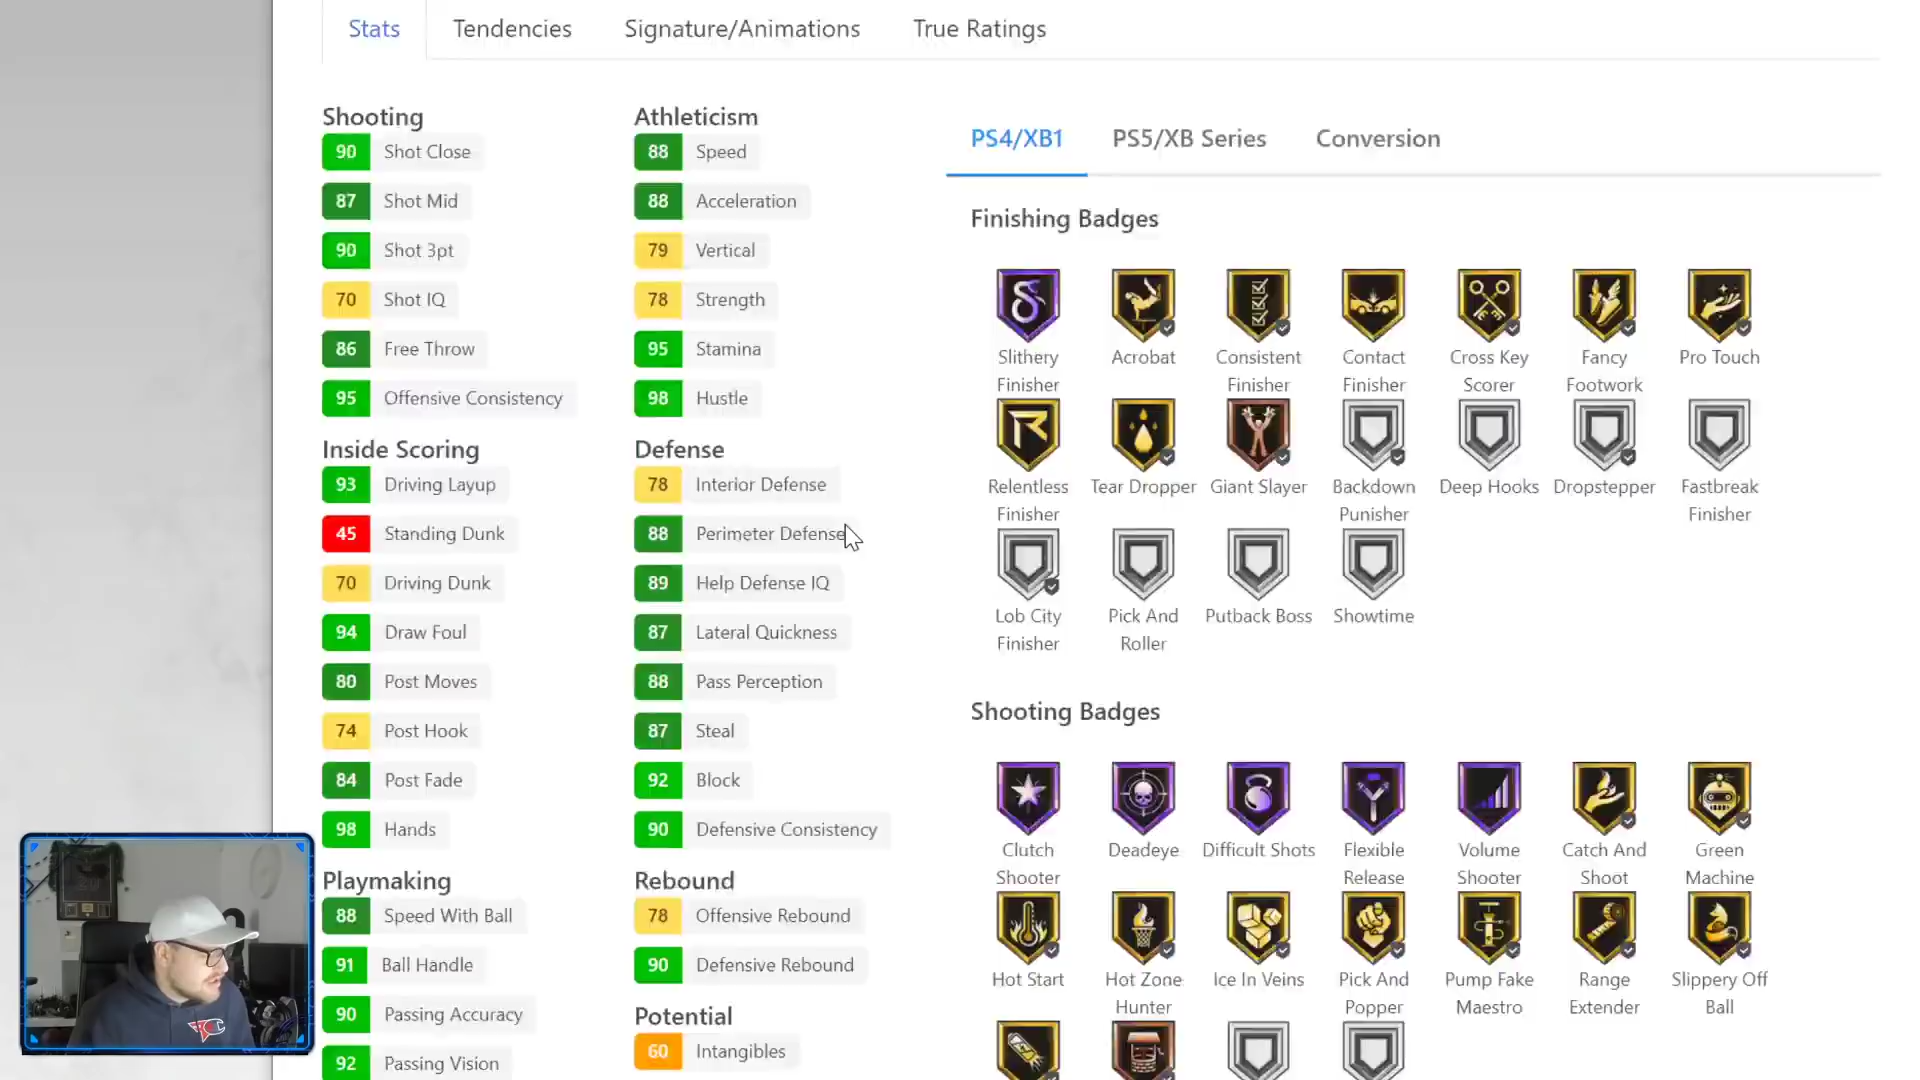 Stats
Tendencies
Signature/Animations
True Ratings
Shooting
90 Shot Close
87 Shot Mid
90 Shot 3pt
70 Shot IQ
86 Free Throw
95 Offensive Consistency
Inside Scoring
93 Driving Layup
45 Standing Dunk
70 Driving Dunk
94 Draw Foul
80 Post Moves
74 Post Hook
84 Post Fade
98 Hands
Playmaking
88 Speed With Ball
91 Ball Handle
90 Passing Accuracy
92 Passing Vision
Athleticism
88 Speed
88 Acceleration
79 Vertical
78 Strength
95 Stamina
98 Hustle
Defense
78 Interior Defense
88 Perimeter Defense
89 Help Defense IQ
87 Lateral Quickness
88 Pass Perception
87 Steal
92 Block
90 Defensive Consistency
Rebound
78 Offensive Rebound
90 Defensive Rebound
Potential
60 Intangibles
PS4/XB1
PS5/XB Series
Conversion
Finishing Badges
Slithery
Finisher
Acrobat
Consistent
Finisher
Contact
Finisher
Cross Key
Scorer
Fancy
Footwork
Pro Touch
Relentless
Finisher
Tear Dropper
Giant Slayer
Backdown
Punisher
Deep Hooks
Dropstepper
Fastbreak
Finisher
Lob City
Finisher
Pick And
Roller
Putback Boss
Showtime
Shooting Badges
Clutch
Shooter
Deadeye
Difficult Shots
Flexible
Release
Volume
Shooter
Catch And
Shoot
Green
Machine
Hot Start
Hot Zone
Hunter
Ice In Veins
Pick And
Popper
Pump Fake
Maestro
Range
Extender
Slippery Off
Ball